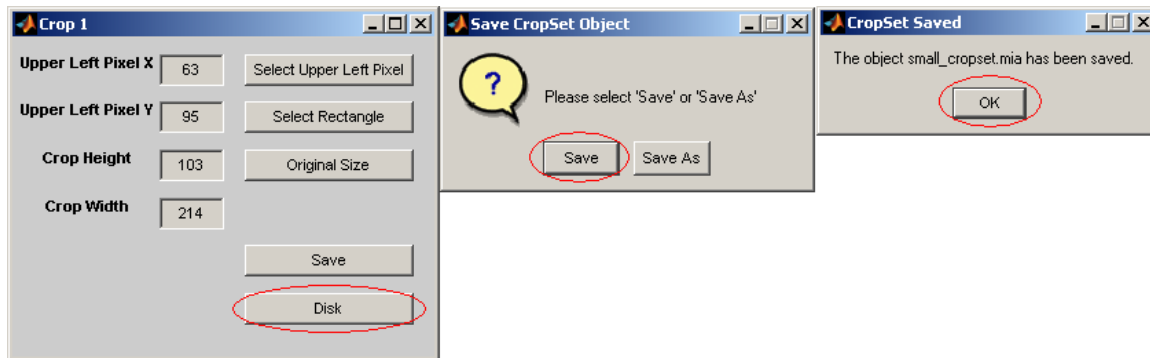 Crop 1
Upper Left Pixel X 63 Select Upper Left Pixel
Upper Left Pixel Y 95 Select Rectangle
Crop Height 103 Original Size
Crop Width 214
Save
Disk
Save CropSet Object
?
Please select 'Save' or 'Save As'
Save Save As
CropSet Saved
The object small_cropset.mia has been saved.
OK